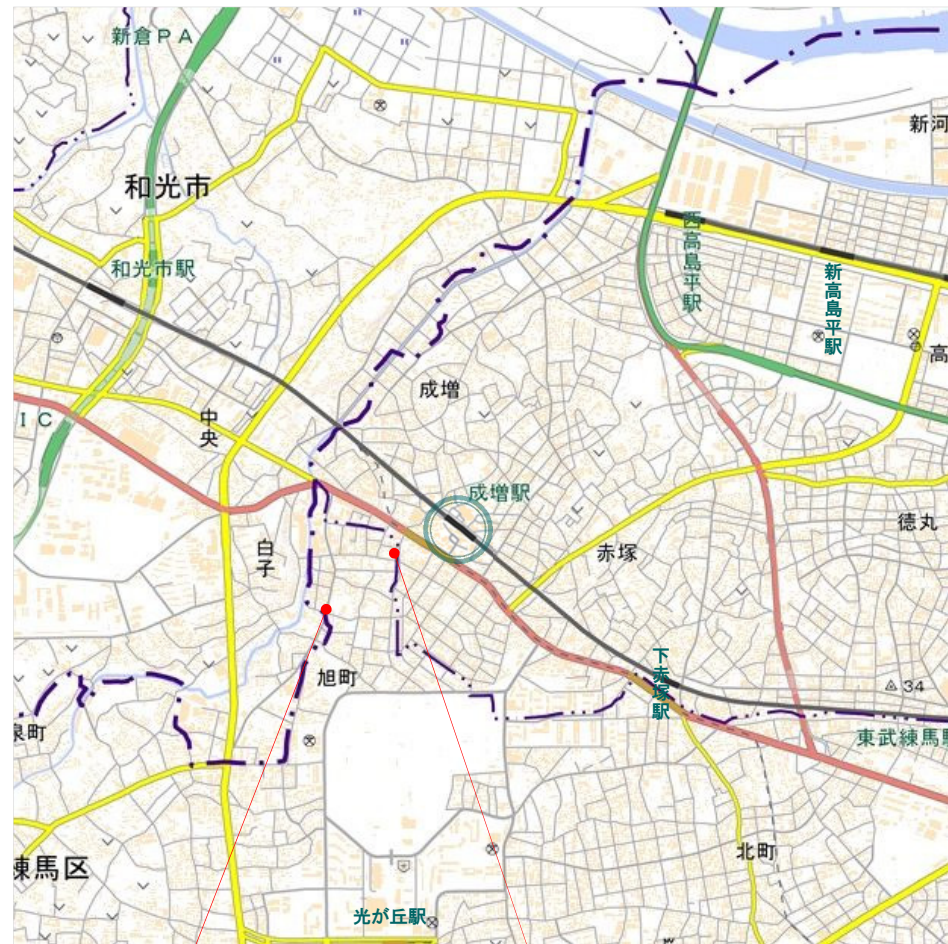 新倉ＰＡ
新河
和光市
西高島平駅
和光市駅
新高島平駅
高
成増
ＩＣ
中央
成増駅
徳丸
白子
赤塚
下赤塚駅
旭町
34
泉町
東武練馬駅
北町
練馬区
光が丘駅